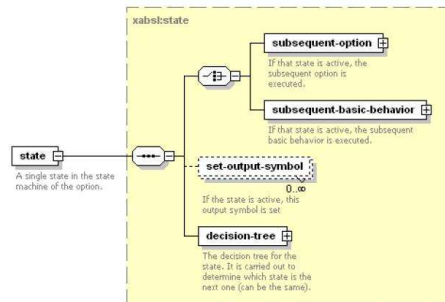 xabsl:state
subsequent-option
If that state is active, the
subsequent option is
executed.
subsequent-basic-behavior
If that state is active, the subsequent
basic behavior is executed.
state
A single state in the state
machine of the option.
set-output-symbol
0..∞
If the state is active, this
output symbol is set
decision-tree
The decision tree for the
state. It is carried out to
determine which state is the
next one (can be the same).